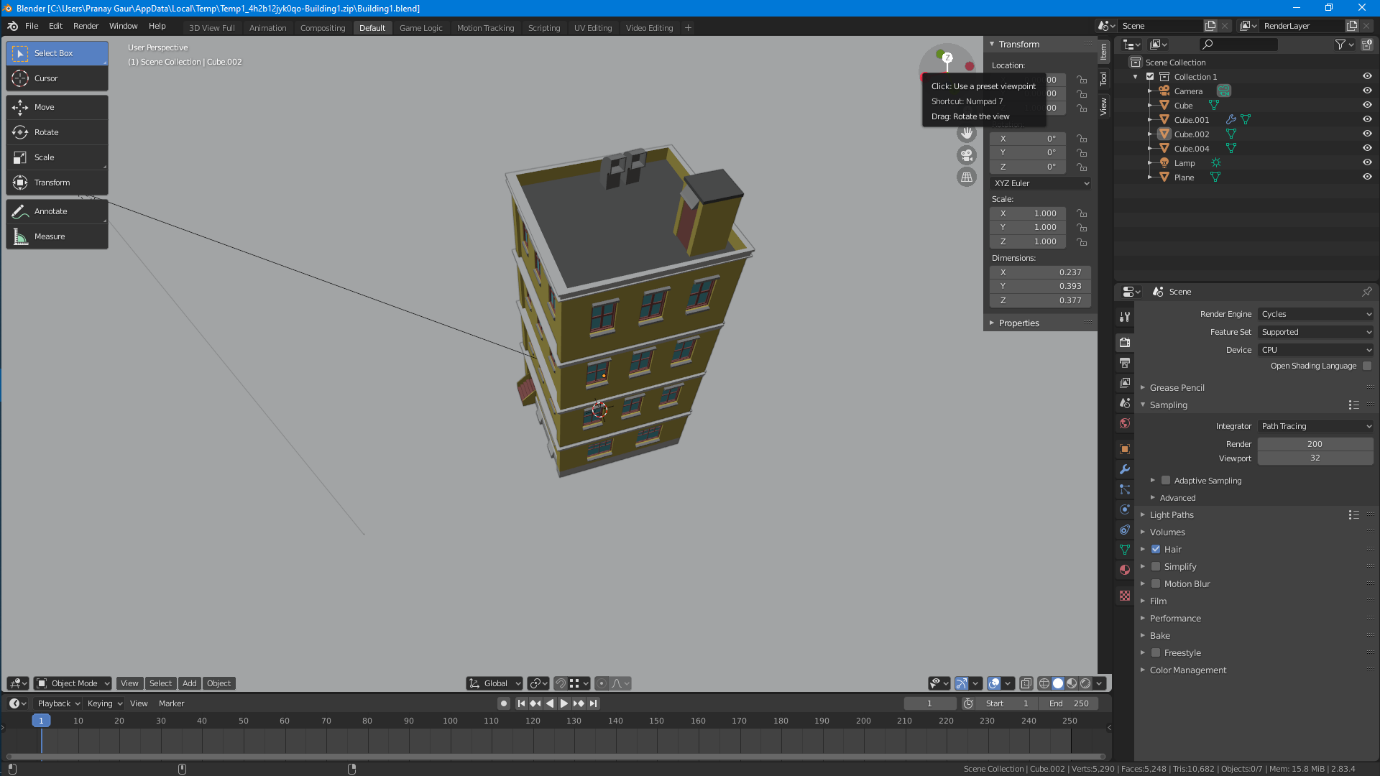 Blender [C:\Users\Pranay Gaur\AppData\Local\Temp\Temp1_4h2b12jyk0qo-Building1.zip\Building1.blend]
File Edit Render Window Help
3D View Full Animation Compositing Default Game Logic Motion Tracking Scripting UV Editing Video Editing +
Scene
RenderLayer
Select Box
Cursor
Move
Rotate
Scale
Transform
Annotate
Measure
User Perspective
(1) Scene Collection | Cube.002
Z
Click: Use a preset viewpoint
Shortcut: Numpad 7
Drag: Rotate the view
Transform
Location:
X 0°
Y 0°
Z 0°
XYZ Euler
Scale:
X 1.000
Y 1.000
Z 1.000
Dimensions:
X 0.237
Y 0.393
Z 0.377
Properties
Item
Tool
View
Scene Collection
Collection 1
Camera
Cube
Cube.001
Cube.002
Cube.004
Lamp
Plane
Scene
Render Engine Cycles
Feature Set Supported
Device CPU
Open Shading Language
Grease Pencil
Sampling
Integrator Path Tracing
Render 200
Viewport 32
Adaptive Sampling
Advanced
Light Paths
Volumes
Hair
Simplify
Motion Blur
Film
Performance
Bake
Freestyle
Color Management
Object Mode View Select Add Object
Global
Playback Keying View Marker
1 Start 1 End 250
1 10 20 30 40 50 60 70 80 90 100 110 120 130 140 150 160 170 180 190 200 210 220 230 240 250
Scene Collection | Cube.002 | Verts:5,290 | Faces:5,248 | Tris:10,682 | Objects:0/7 | Mem: 15.8 MiB | 2.83.4